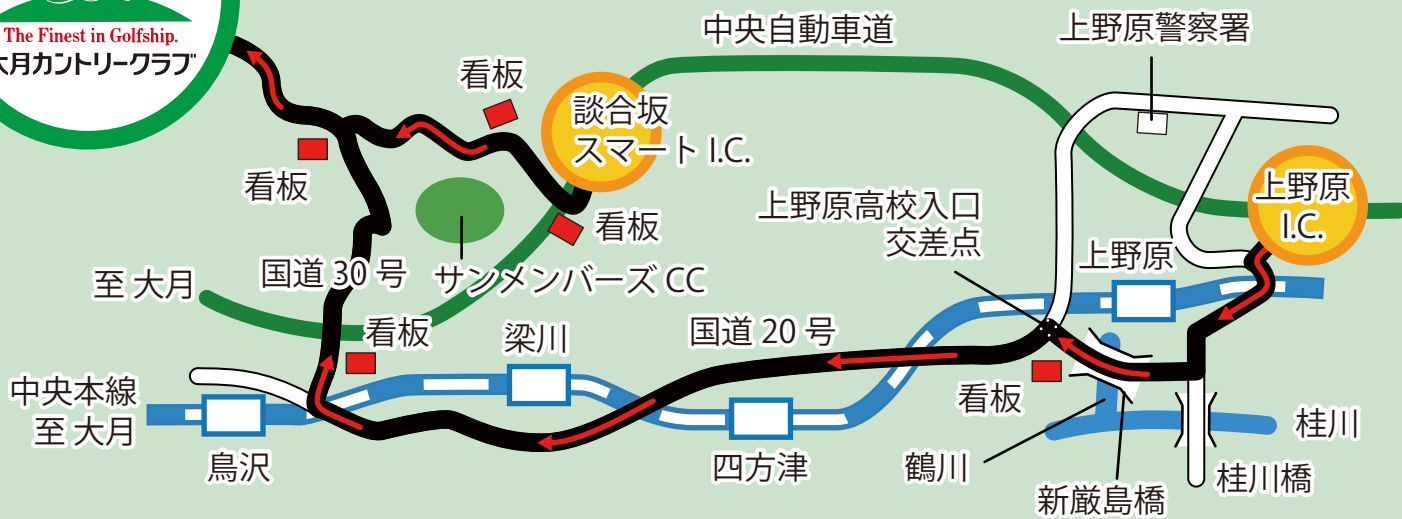 The Finest in Golfship.
大月カントリークラブ
中央自動車道
上野原警察署
看板
談合坂
スマート I.C.
看板
看板
上野原高校入口
交差点
上野原
I.C.
上野原
至 大月
国道 30 号
サンメンバーズ CC
看板
梁川
国道 20 号
中央本線
至 大月
看板
鳥沢
四方津
鶴川
新厳島橋
桂川
桂川橋